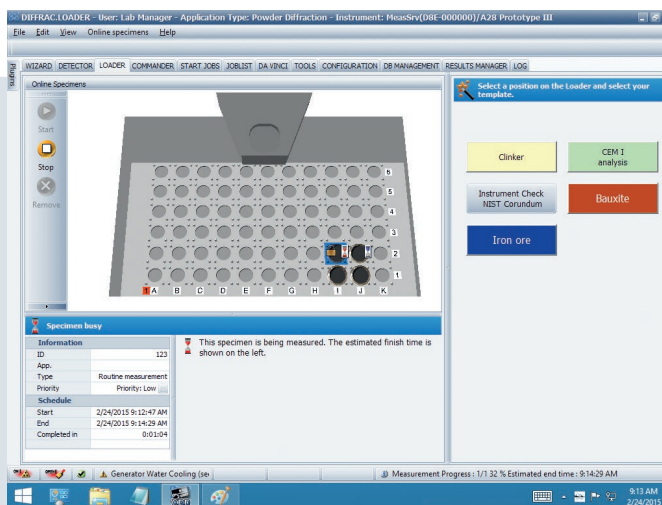 DIFFRAC.LOADER - User: Lab Manager - Application Type: Powder Diffraction - Instrument: MeasSrv(D8E-000000)/A28 Prototype III
File Edit View Online specimens Help
Plugins
WIZARD DETECTOR LOADER COMMANDER START JOBS JOBLIST DA VINCI TOOLS CONFIGURATION DB MANAGEMENT RESULTS MANAGER LOG
Online Specimens
Start
Stop
Remove
6
5
4
3
2
1
1 A B C D E F G H I J K
Select a position on the Loader and select your
template.
Clinker
CEM I
analysis
Instrument Check
NIST Corundum
Bauxite
Iron ore
Specimen busy
Information
ID 123
App.
Type Routine measurement
Priority Priority: Low
Schedule
Start 2/24/2015 9:12:47 AM
End 2/24/2015 9:14:29 AM
Completed in 0:01:04
This specimen is being measured. The estimated finish time is
shown on the left.
Generator Water Cooling (se
Measurement Progress : 1/1 32 % Estimated end time : 9:14:29 AM
9:13 AM
2/24/2015